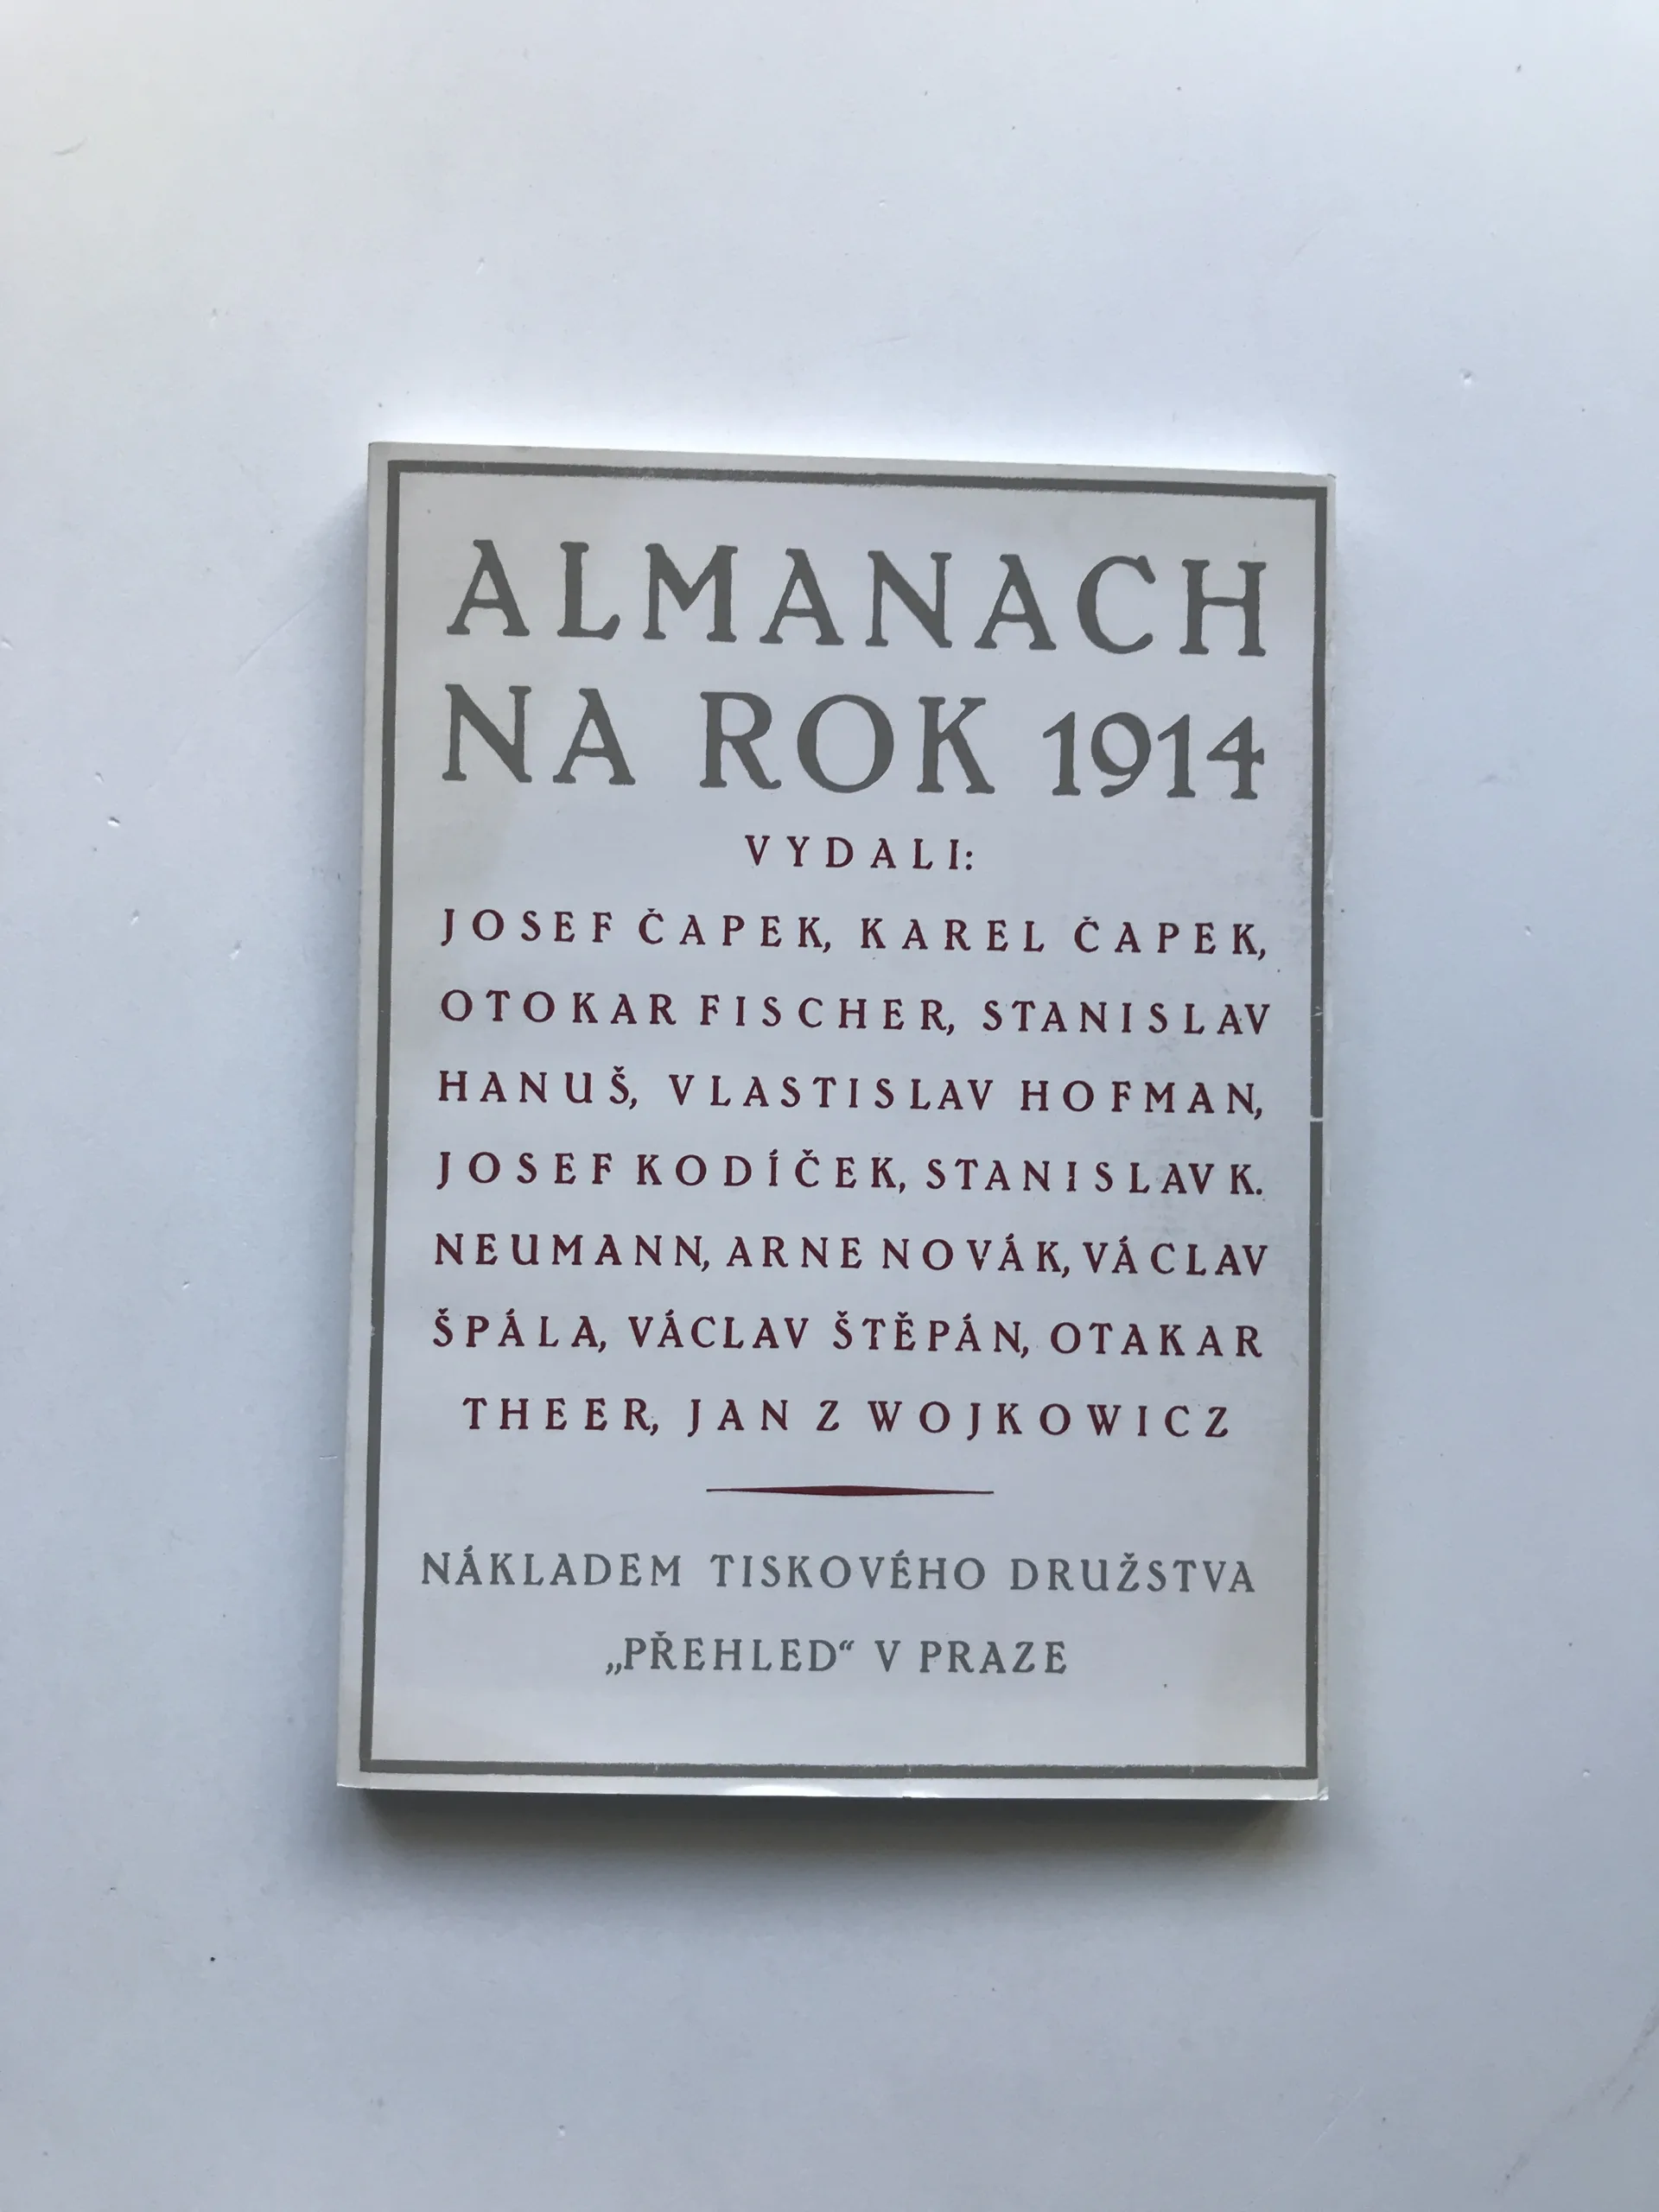 ALMANACH
NA ROK 1914
VYDALI:
JOSEF ČAPEK, KAREL ČAPEK,
OTOKAR FISCHER, STANISLAV
HANUŠ, VLASTISLAV HOFMAN,
JOSEF KODÍČEK, STANISLAV K.
NEUMANN, ARNE NOVÁK, VÁCLAV
ŠPÁLA, VÁCLAV ŠTĚPÁN, OTAKAR
THEER, JAN Z WOJKOWICZ
NÁKLADEM TISKOVÉHO DRUŽSTVA
„PŘEHLED“ V PRAZE